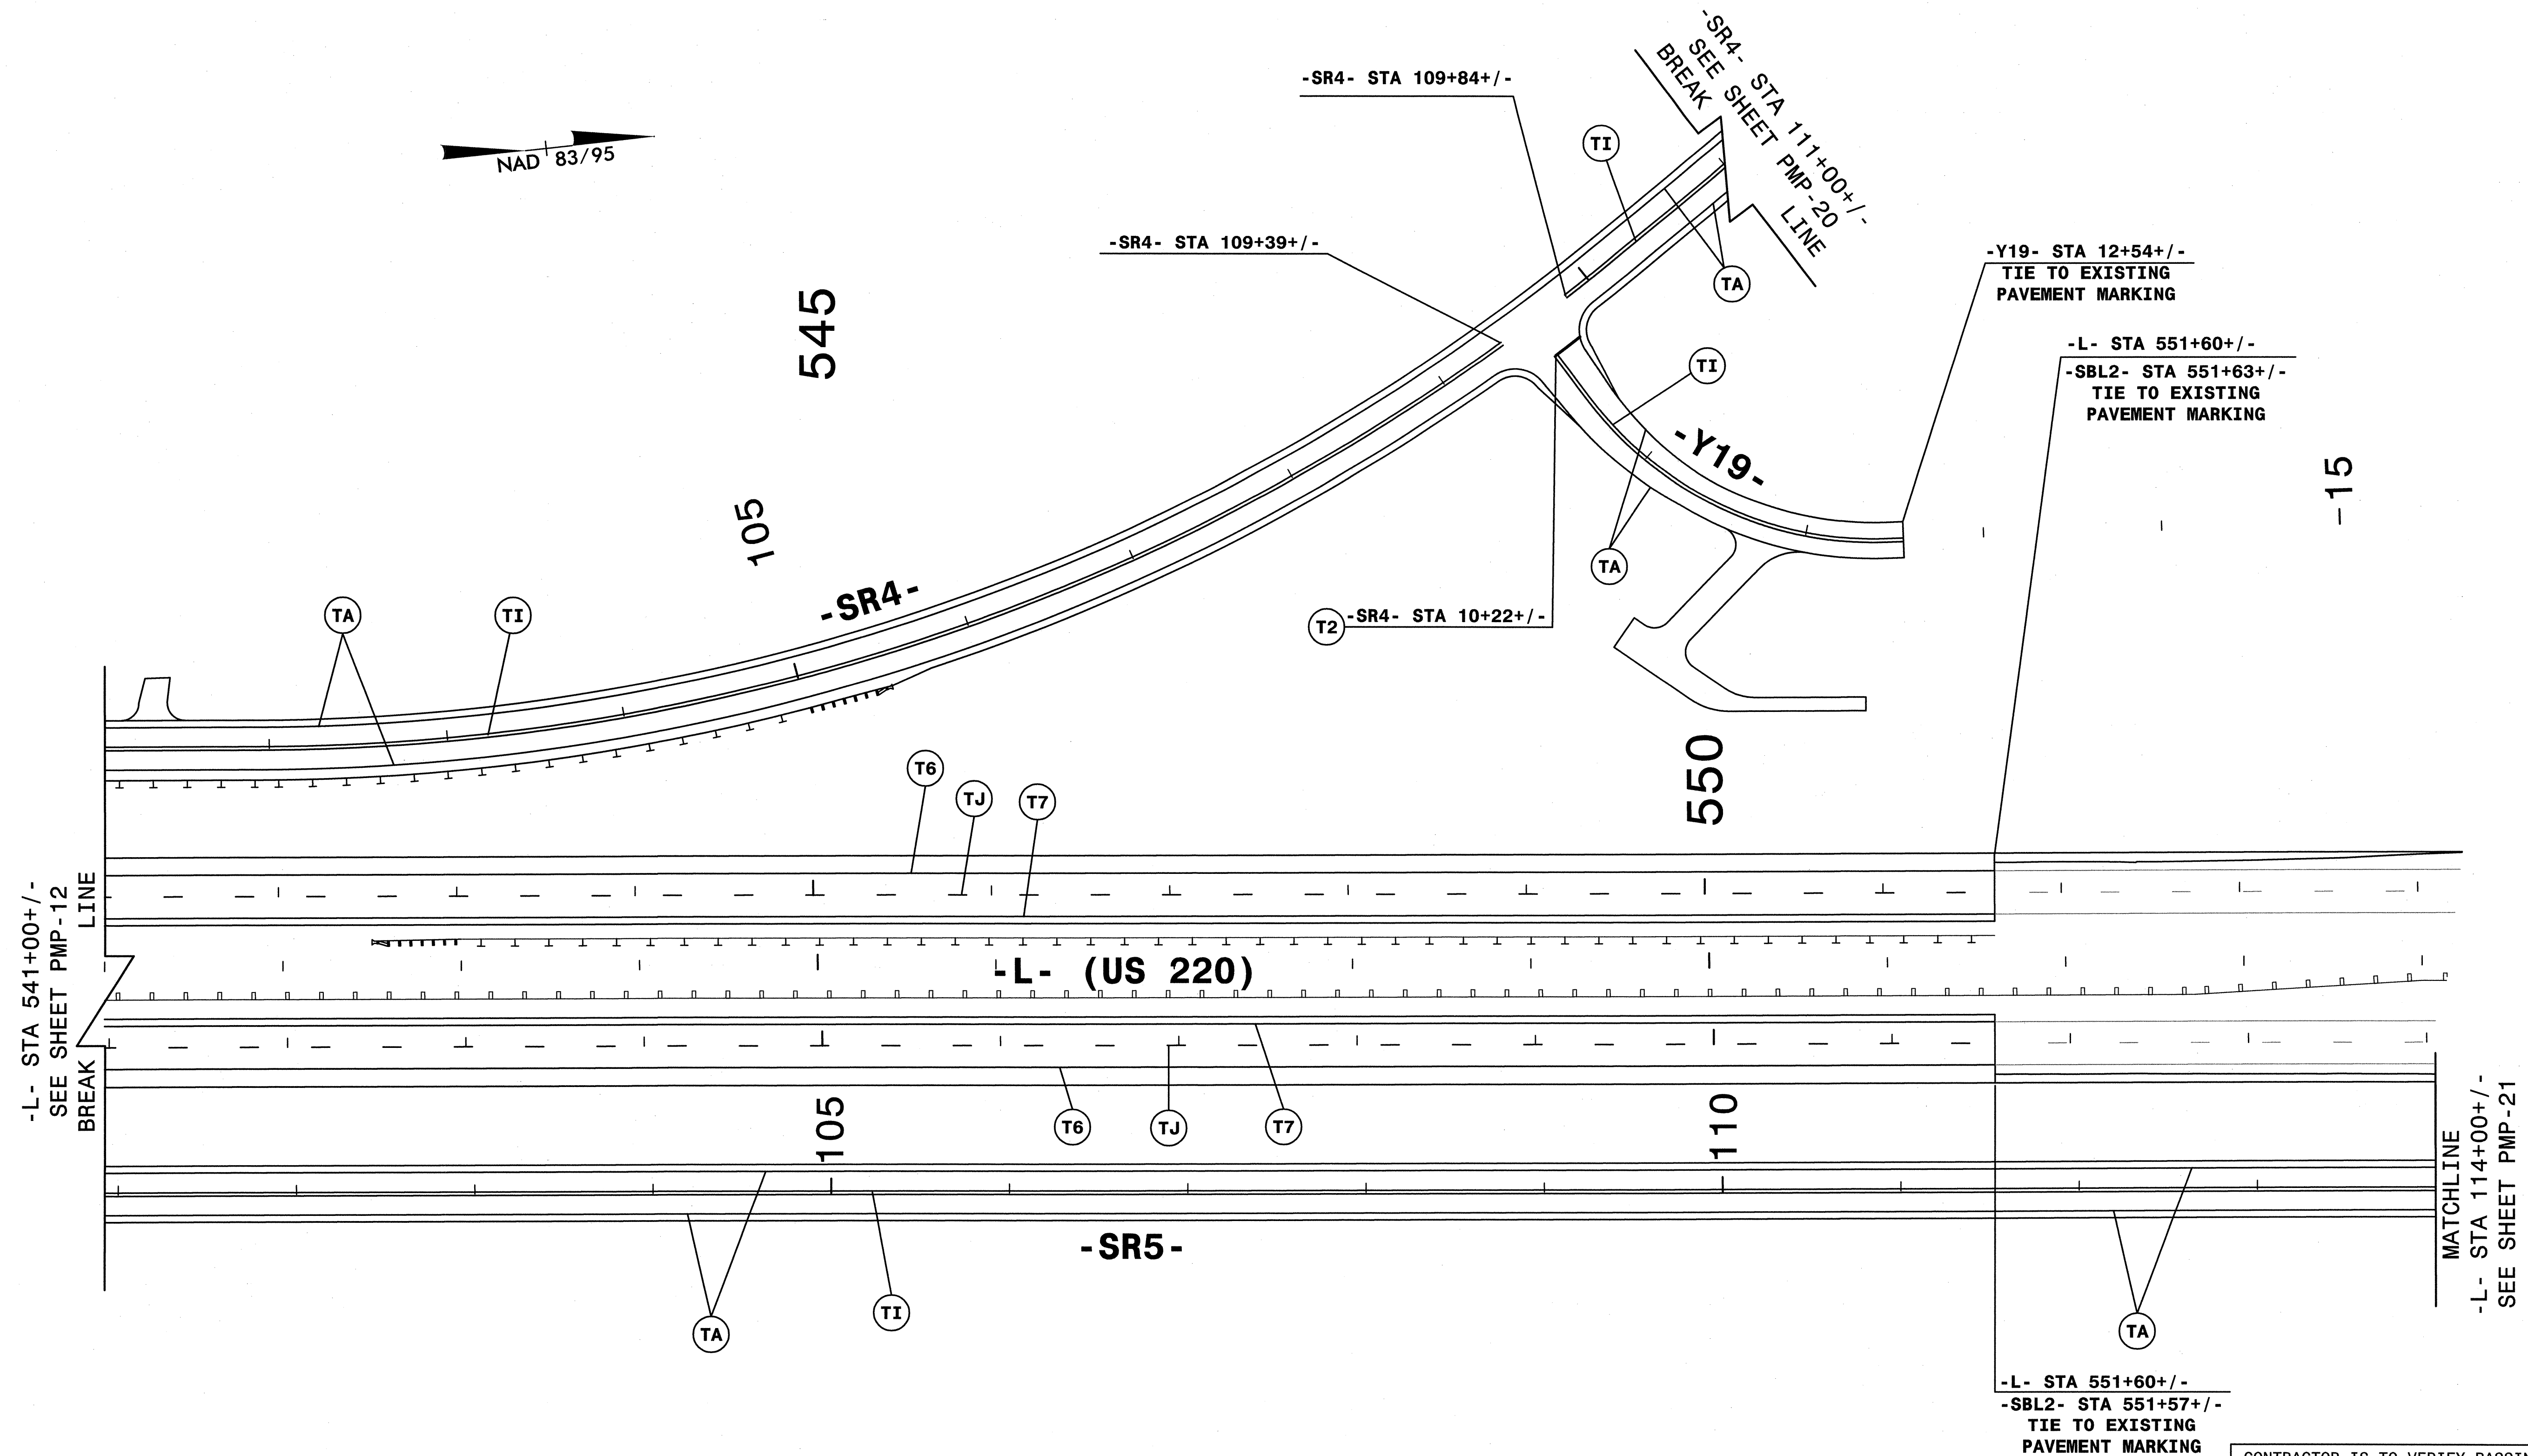 -SR4- STA 111+00+/-
SEE SHEET PMP-20
BREAK LINE
-SR4- STA 109+84+/-
TI
NAD 83/95
-SR4- STA 109+39+/-
TA
-Y19- STA 12+54+/-
TIE TO EXISTING
PAVEMENT MARKING
545
-L- STA 551+60+/-
-SBL2- STA 551+63+/-
TIE TO EXISTING
PAVEMENT MARKING
TI
-Y19-
-15
105
TA
-SR4-
TA
TI
T2
-SR4- STA 10+22+/-
550
T6
TJ
T7
-L- STA 541+00+/-
SEE SHEET PMP-12
BREAK LINE
-L- (US 220)
105
110
T6
TJ
T7
MATCHLINE
-L- STA 114+00+/-
SEE SHEET PMP-21
-SR5-
TA
TI
TA
-L- STA 551+60+/-
-SBL2- STA 551+57+/-
TIE TO EXISTING
PAVEMENT MARKING